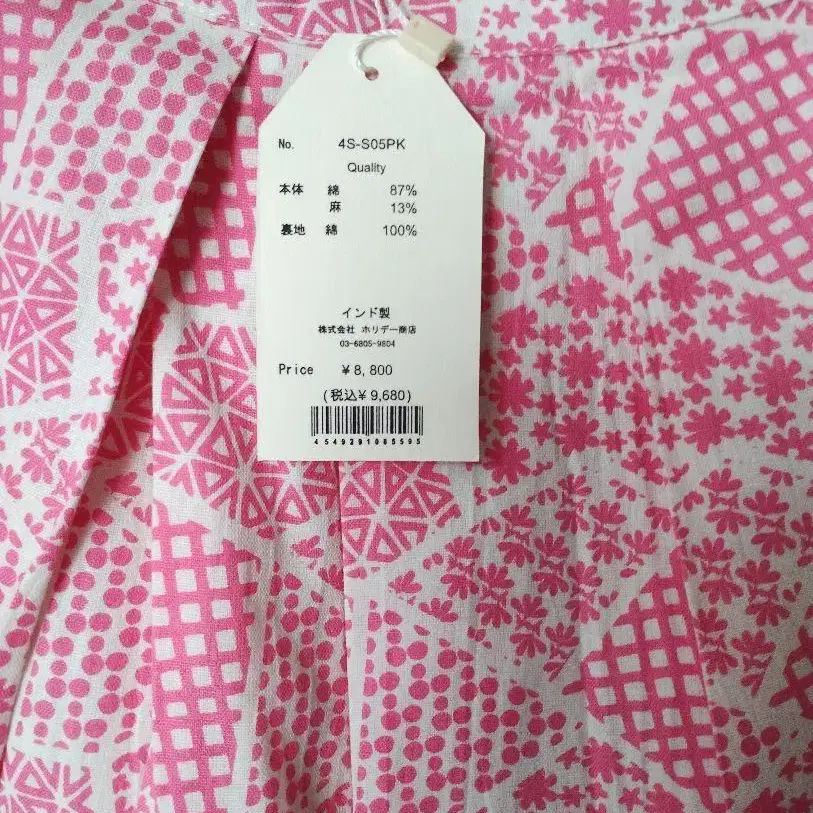 No. 4S-S05PK
Quality
本体 綿 87%
麻 13%
裏地 綿 100%
インド製
株式会社 ホリデー商店
03-6805-9804
Price ¥8,800
(税込¥9,680)
4549291085595